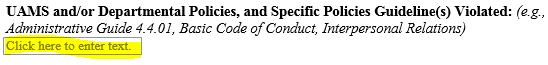 UAMS and/or Departmental Policies, and Specific Policies Guideline(s) Violated: (e.g.,
Administrative Guide 4.4.01, Basic Code of Conduct, Interpersonal Relations)
Click here to enter text.